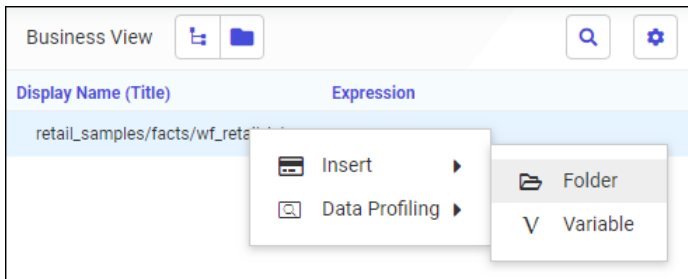 Business View
Display Name (Title) Expression
retail_samples/facts/wf_retail
Insert
Folder
Data Profiling
V Variable